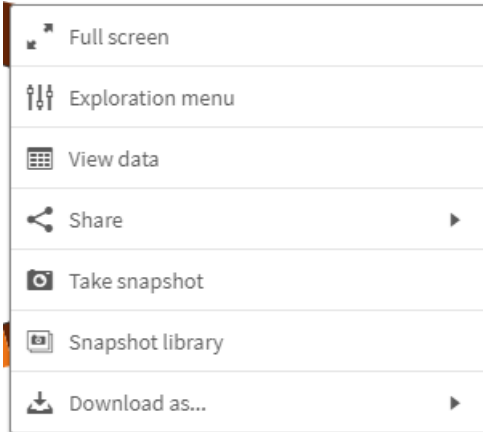 Full screen
Exploration menu
View data
Share
Take snapshot
Snapshot library
Download as...